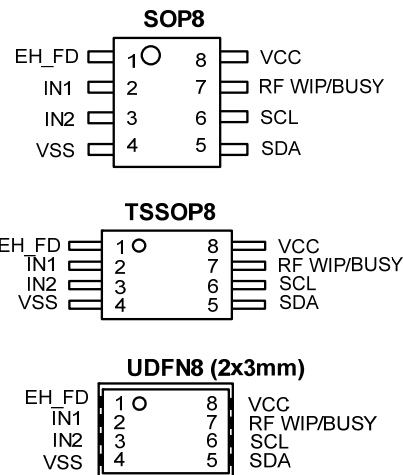 SOP8
EH_FD 1 8 VCC
IN1 2 7 RF WIP/BUSY
IN2 3 6 SCL
VSS 4 5 SDA
TSSOP8
EH_FD 1 8 VCC
IN1 2 7 RF WIP/BUSY
IN2 3 6 SCL
VSS 4 5 SDA
UDFN8 (2x3mm)
EH_FD 1 8 VCC
IN1 2 7 RF WIP/BUSY
IN2 3 6 SCL
VSS 4 5 SDA